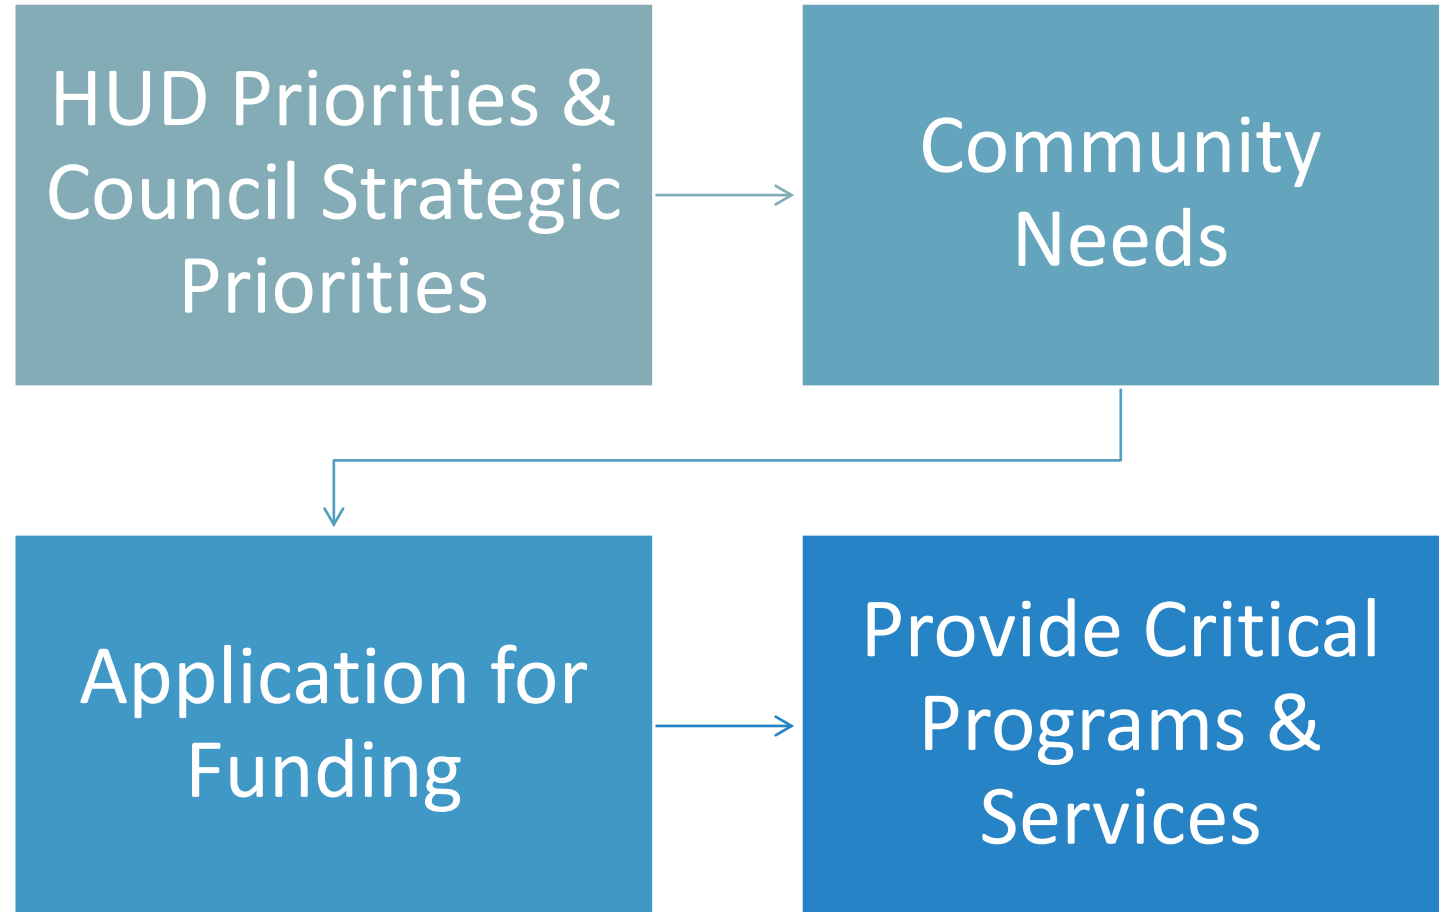 HUD Priorities &
Council Strategic
Priorities
Community
Needs
Application for
Funding
Provide Critical
Programs &
Services